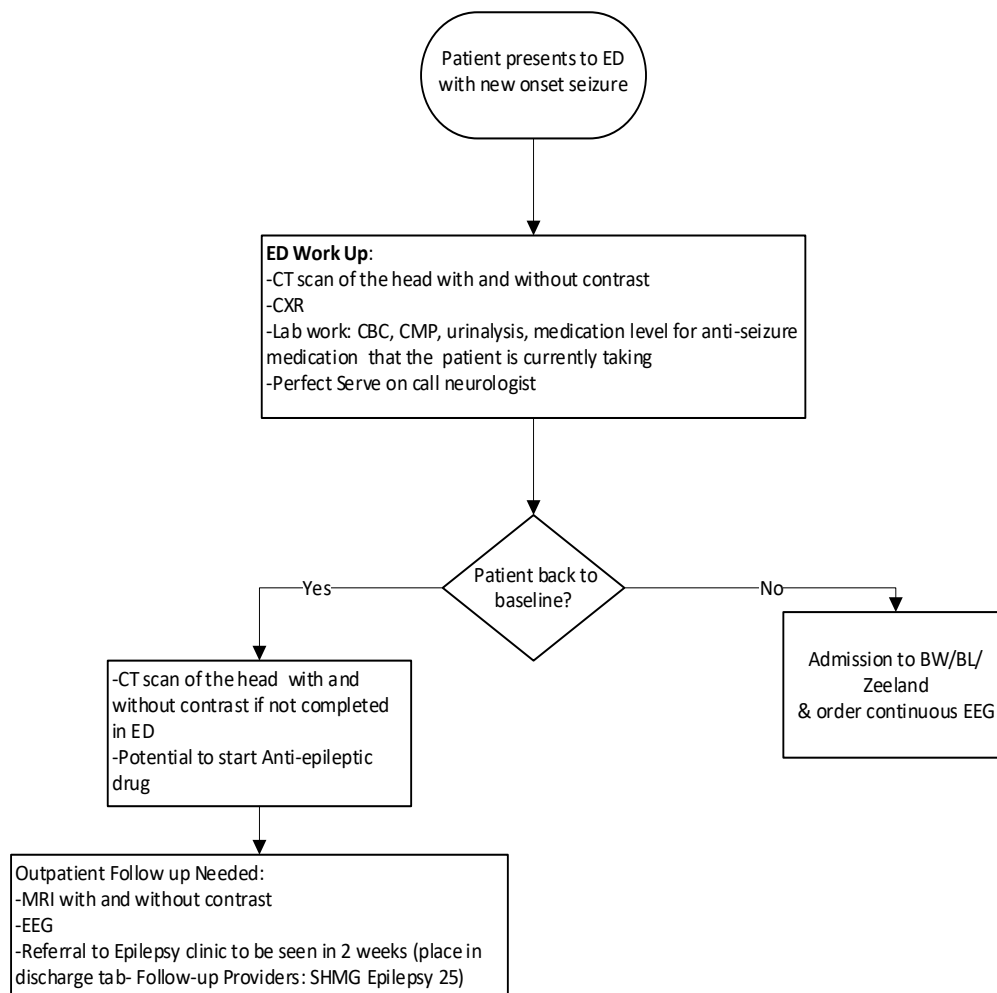 Patient presents to ED
with new onset seizure
ED Work Up:
-CT scan of the head with and without contrast
-CXR
-Lab work: CBC, CMP, urinalysis, medication level for anti-seizure
medication that the patient is currently taking
-Perfect Serve on call neurologist
Patient back to
baseline?
Yes
No
-CT scan of the head with and
without contrast if not completed
in ED
-Potential to start Anti-epileptic
drug
Admission to BW/BL/
Zeeland
& order continuous EEG
Outpatient Follow up Needed:
-MRI with and without contrast
-EEG
-Referral to Epilepsy clinic to be seen in 2 weeks (place in
discharge tab- Follow-up Providers: SHMG Epilepsy 25)